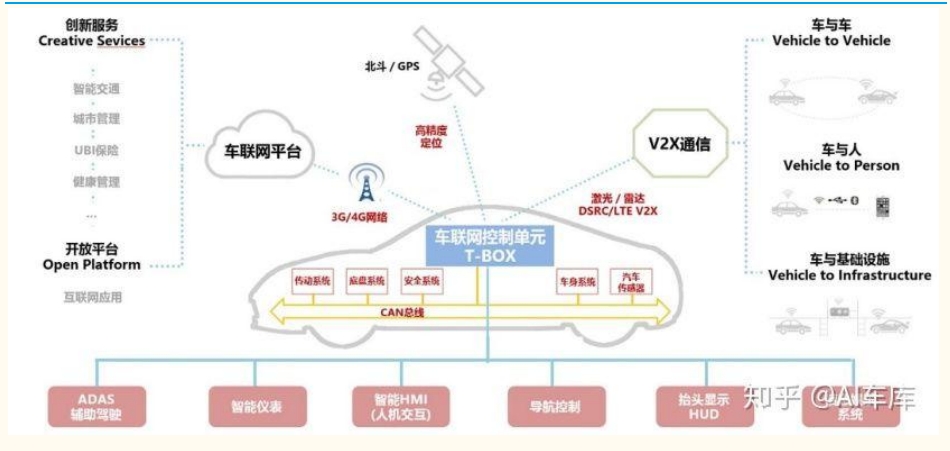 创新服务
Creative Sevices
智能交通
城市管理
UBI保险
健康管理
...
开放平台
Open Platform
互联网应用
车联网平台
3G/4G网络
北斗 / GPS
高精度
定位
V2X通信
激光 / 雷达
DSRC/LTE V2X
车与车
Vehicle to Vehicle
车与人
Vehicle to Person
车与基础设施
Vehicle to Infrastructure
车联网控制单元
T-BOX
传动系统
底盘系统
安全系统
车身系统
汽车
传感器
CAN总线
ADAS
辅助驾驶
智能仪表
智能HMI
(人机交互)
导航控制
抬头显示
HUD
系统
知乎 @AI车库